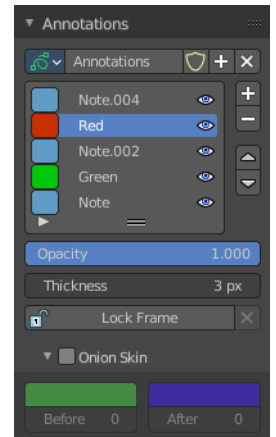 Annotations
Annotations
Note.004
Red
Note.002
Green
Note
Opacity 1.000
Thickness 3 px
Lock Frame
Onion Skin
Before 0 After 0